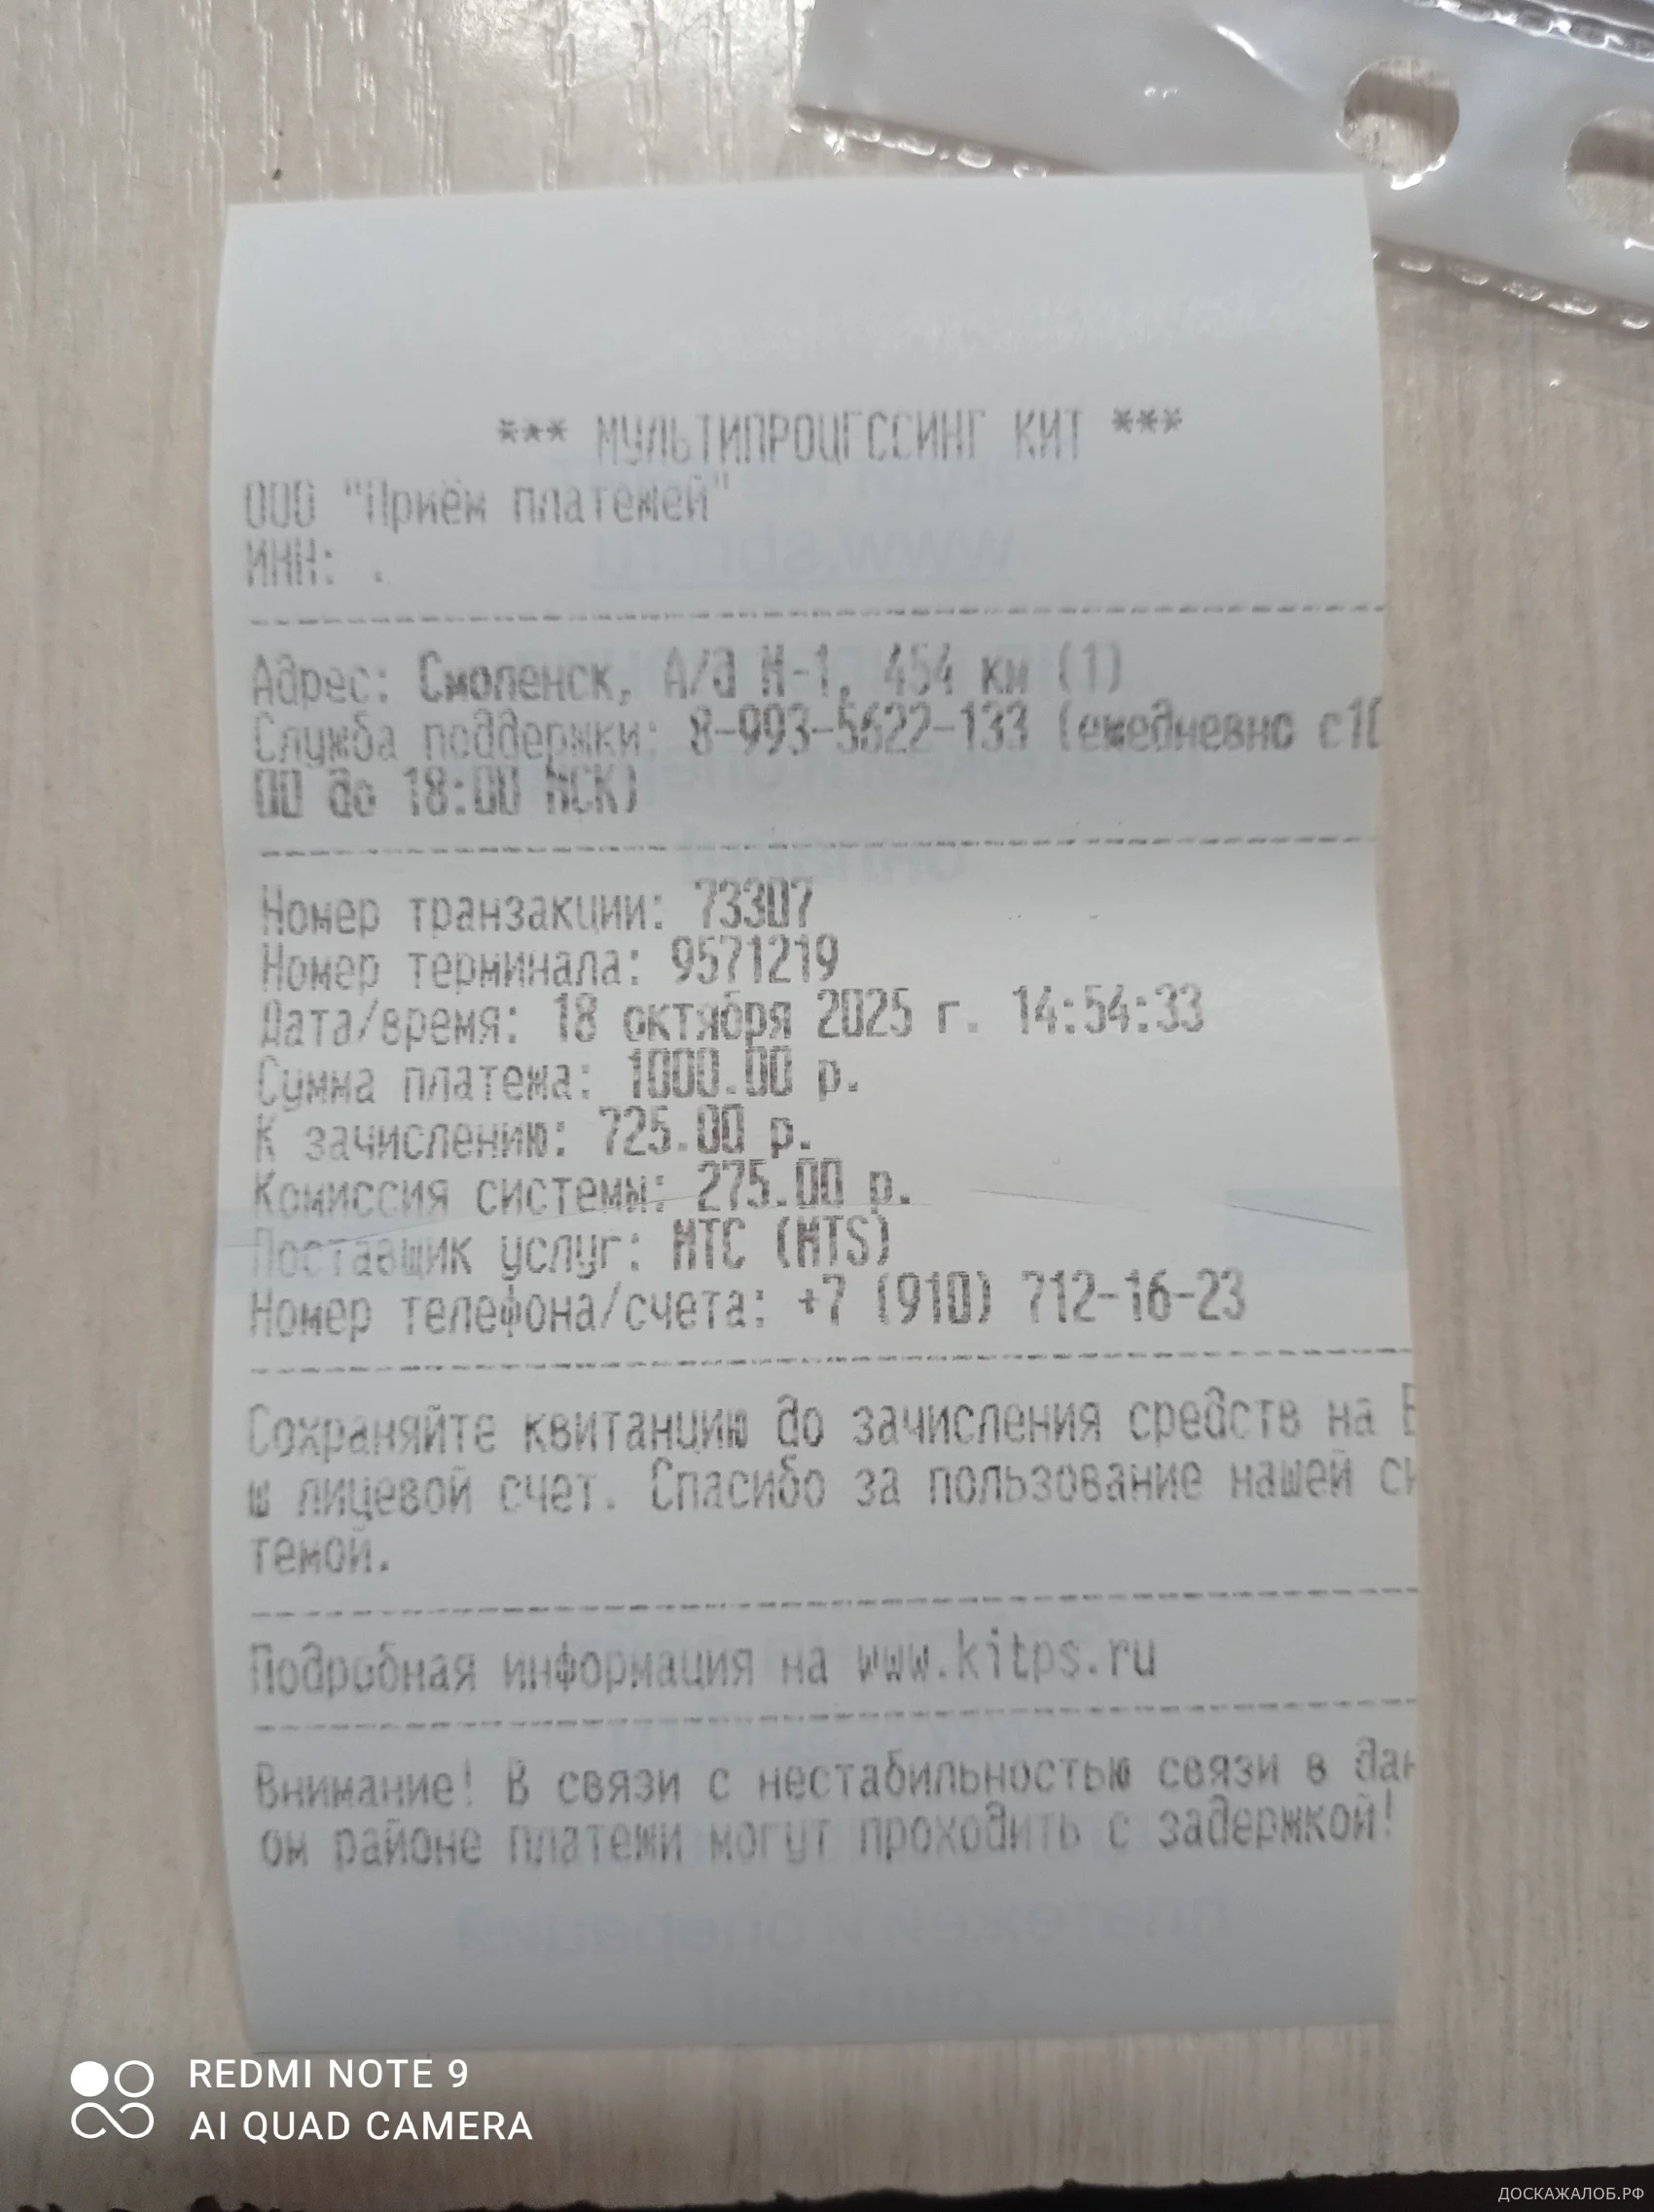 *** МУЛЬТИПРОЦЕССИНГ КИТ ***
ООО "Приём платежей"
ИНН: .
Адрес: Смоленск, А/д М-1, 454 км (1)
Служба поддержки: 8-993-5622-133 (ежедневно с10
00 до 18:00 МСК)
Номер транзакции: 73307
Номер терминала: 9571219
Дата/время: 18 октября 2025 г. 14:54:33
Сумма платежа: 1000.00 р.
К зачислению: 725.00 р.
Комиссия системы: 275.00 р.
Поставщик услуг: МТС (MTS)
Номер телефона/счета: +7 (910) 712-16-23
Сохраняйте квитанцию до зачисления средств на В
ш лицевой счет. Спасибо за пользование нашей си
темой.
Подробная информация на www.kitps.ru
Внимание! В связи с нестабильностью связи в дан
ом районе платежи могут проходить с задержкой!
REDMI NOTE 9
AI QUAD CAMERA
ДОСКАЖАЛОБ.РФ